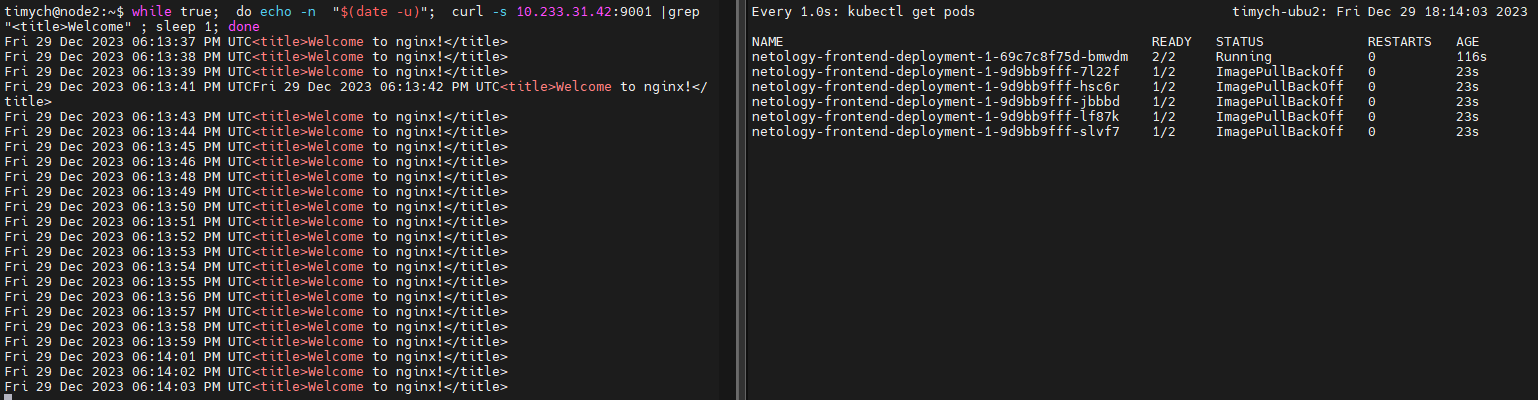 timych@node2:~$ while true;  do echo -n  "$(date -u)";  curl -s 10.233.31.42:9001 |grep
"<title>Welcome" ; sleep 1; done
Fri 29 Dec 2023 06:13:37 PM UTC<title>Welcome to nginx!</title>
Fri 29 Dec 2023 06:13:38 PM UTC<title>Welcome to nginx!</title>
Fri 29 Dec 2023 06:13:39 PM UTC<title>Welcome to nginx!</title>
Fri 29 Dec 2023 06:13:41 PM UTCFri 29 Dec 2023 06:13:42 PM UTC<title>Welcome to nginx!</
title>
Fri 29 Dec 2023 06:13:43 PM UTC<title>Welcome to nginx!</title>
Fri 29 Dec 2023 06:13:44 PM UTC<title>Welcome to nginx!</title>
Fri 29 Dec 2023 06:13:45 PM UTC<title>Welcome to nginx!</title>
Fri 29 Dec 2023 06:13:46 PM UTC<title>Welcome to nginx!</title>
Fri 29 Dec 2023 06:13:48 PM UTC<title>Welcome to nginx!</title>
Fri 29 Dec 2023 06:13:49 PM UTC<title>Welcome to nginx!</title>
Fri 29 Dec 2023 06:13:50 PM UTC<title>Welcome to nginx!</title>
Fri 29 Dec 2023 06:13:51 PM UTC<title>Welcome to nginx!</title>
Fri 29 Dec 2023 06:13:52 PM UTC<title>Welcome to nginx!</title>
Fri 29 Dec 2023 06:13:53 PM UTC<title>Welcome to nginx!</title>
Fri 29 Dec 2023 06:13:54 PM UTC<title>Welcome to nginx!</title>
Fri 29 Dec 2023 06:13:55 PM UTC<title>Welcome to nginx!</title>
Fri 29 Dec 2023 06:13:56 PM UTC<title>Welcome to nginx!</title>
Fri 29 Dec 2023 06:13:57 PM UTC<title>Welcome to nginx!</title>
Fri 29 Dec 2023 06:13:58 PM UTC<title>Welcome to nginx!</title>
Fri 29 Dec 2023 06:13:59 PM UTC<title>Welcome to nginx!</title>
Fri 29 Dec 2023 06:14:01 PM UTC<title>Welcome to nginx!</title>
Fri 29 Dec 2023 06:14:02 PM UTC<title>Welcome to nginx!</title>
Fri 29 Dec 2023 06:14:03 PM UTC<title>Welcome to nginx!</title>
Every 1.0s: kubectl get pods                                timych-ubu2: Fri Dec 29 18:14:03 2023
NAME                                              READY   STATUS             RESTARTS   AGE
netology-frontend-deployment-1-69c7c8f75d-bmwdm   2/2     Running            0          116s
netology-frontend-deployment-1-9d9bb9fff-7l22f    1/2     ImagePullBackOff   0          23s
netology-frontend-deployment-1-9d9bb9fff-hsc6r    1/2     ImagePullBackOff   0          23s
netology-frontend-deployment-1-9d9bb9fff-jbbbd    1/2     ImagePullBackOff   0          23s
netology-frontend-deployment-1-9d9bb9fff-lf87k    1/2     ImagePullBackOff   0          23s
netology-frontend-deployment-1-9d9bb9fff-slvf7    1/2     ImagePullBackOff   0          23s